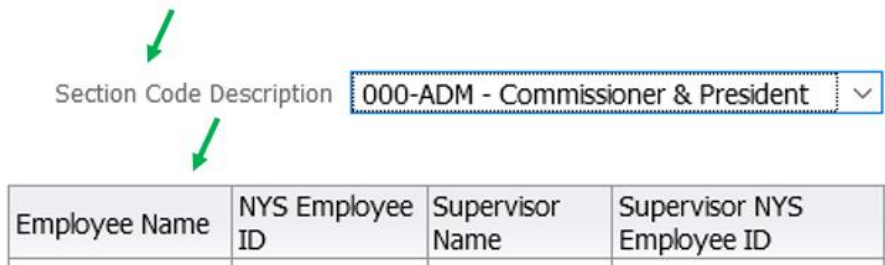 Section Code Description 000-ADM - Commissioner & President
Employee Name NYS Employee ID Supervisor Name Supervisor NYS Employee ID